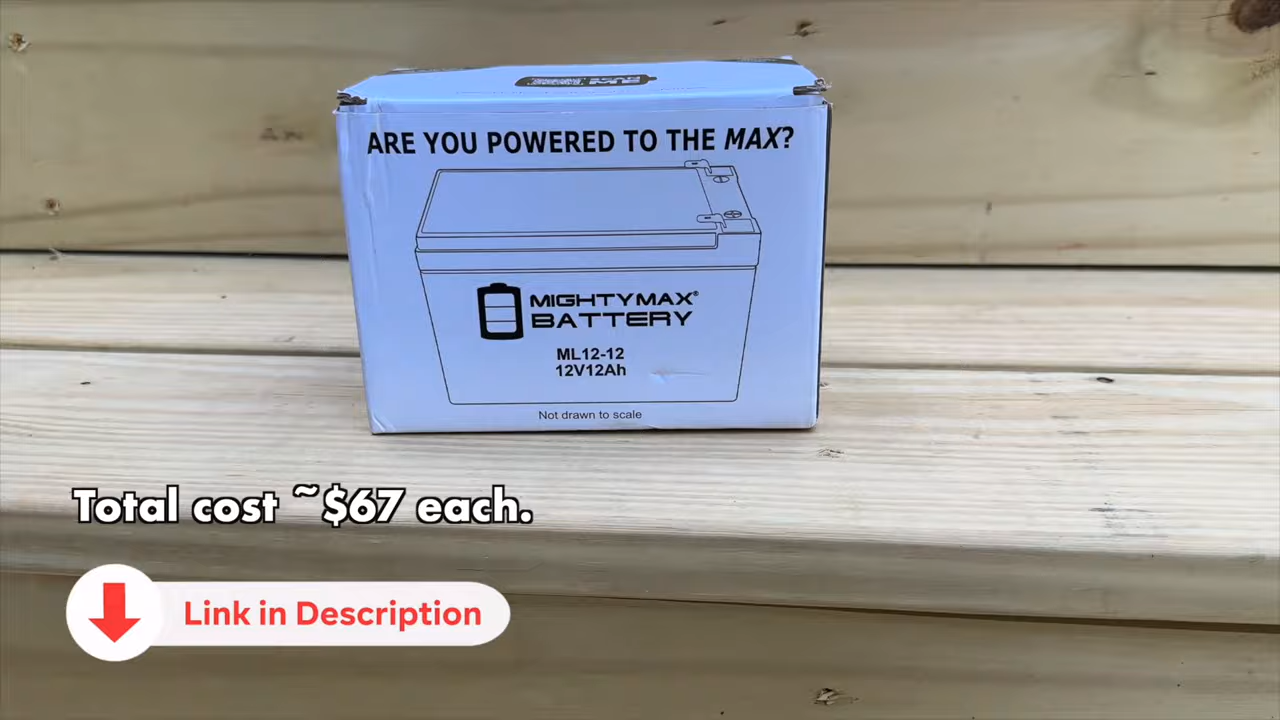 ARE YOU POWERED TO THE MAX?
MIGHTYMAX®
BATTERY
ML12-12
12V12Ah
Not drawn to scale
Total cost ~$67 each.
Link in Description